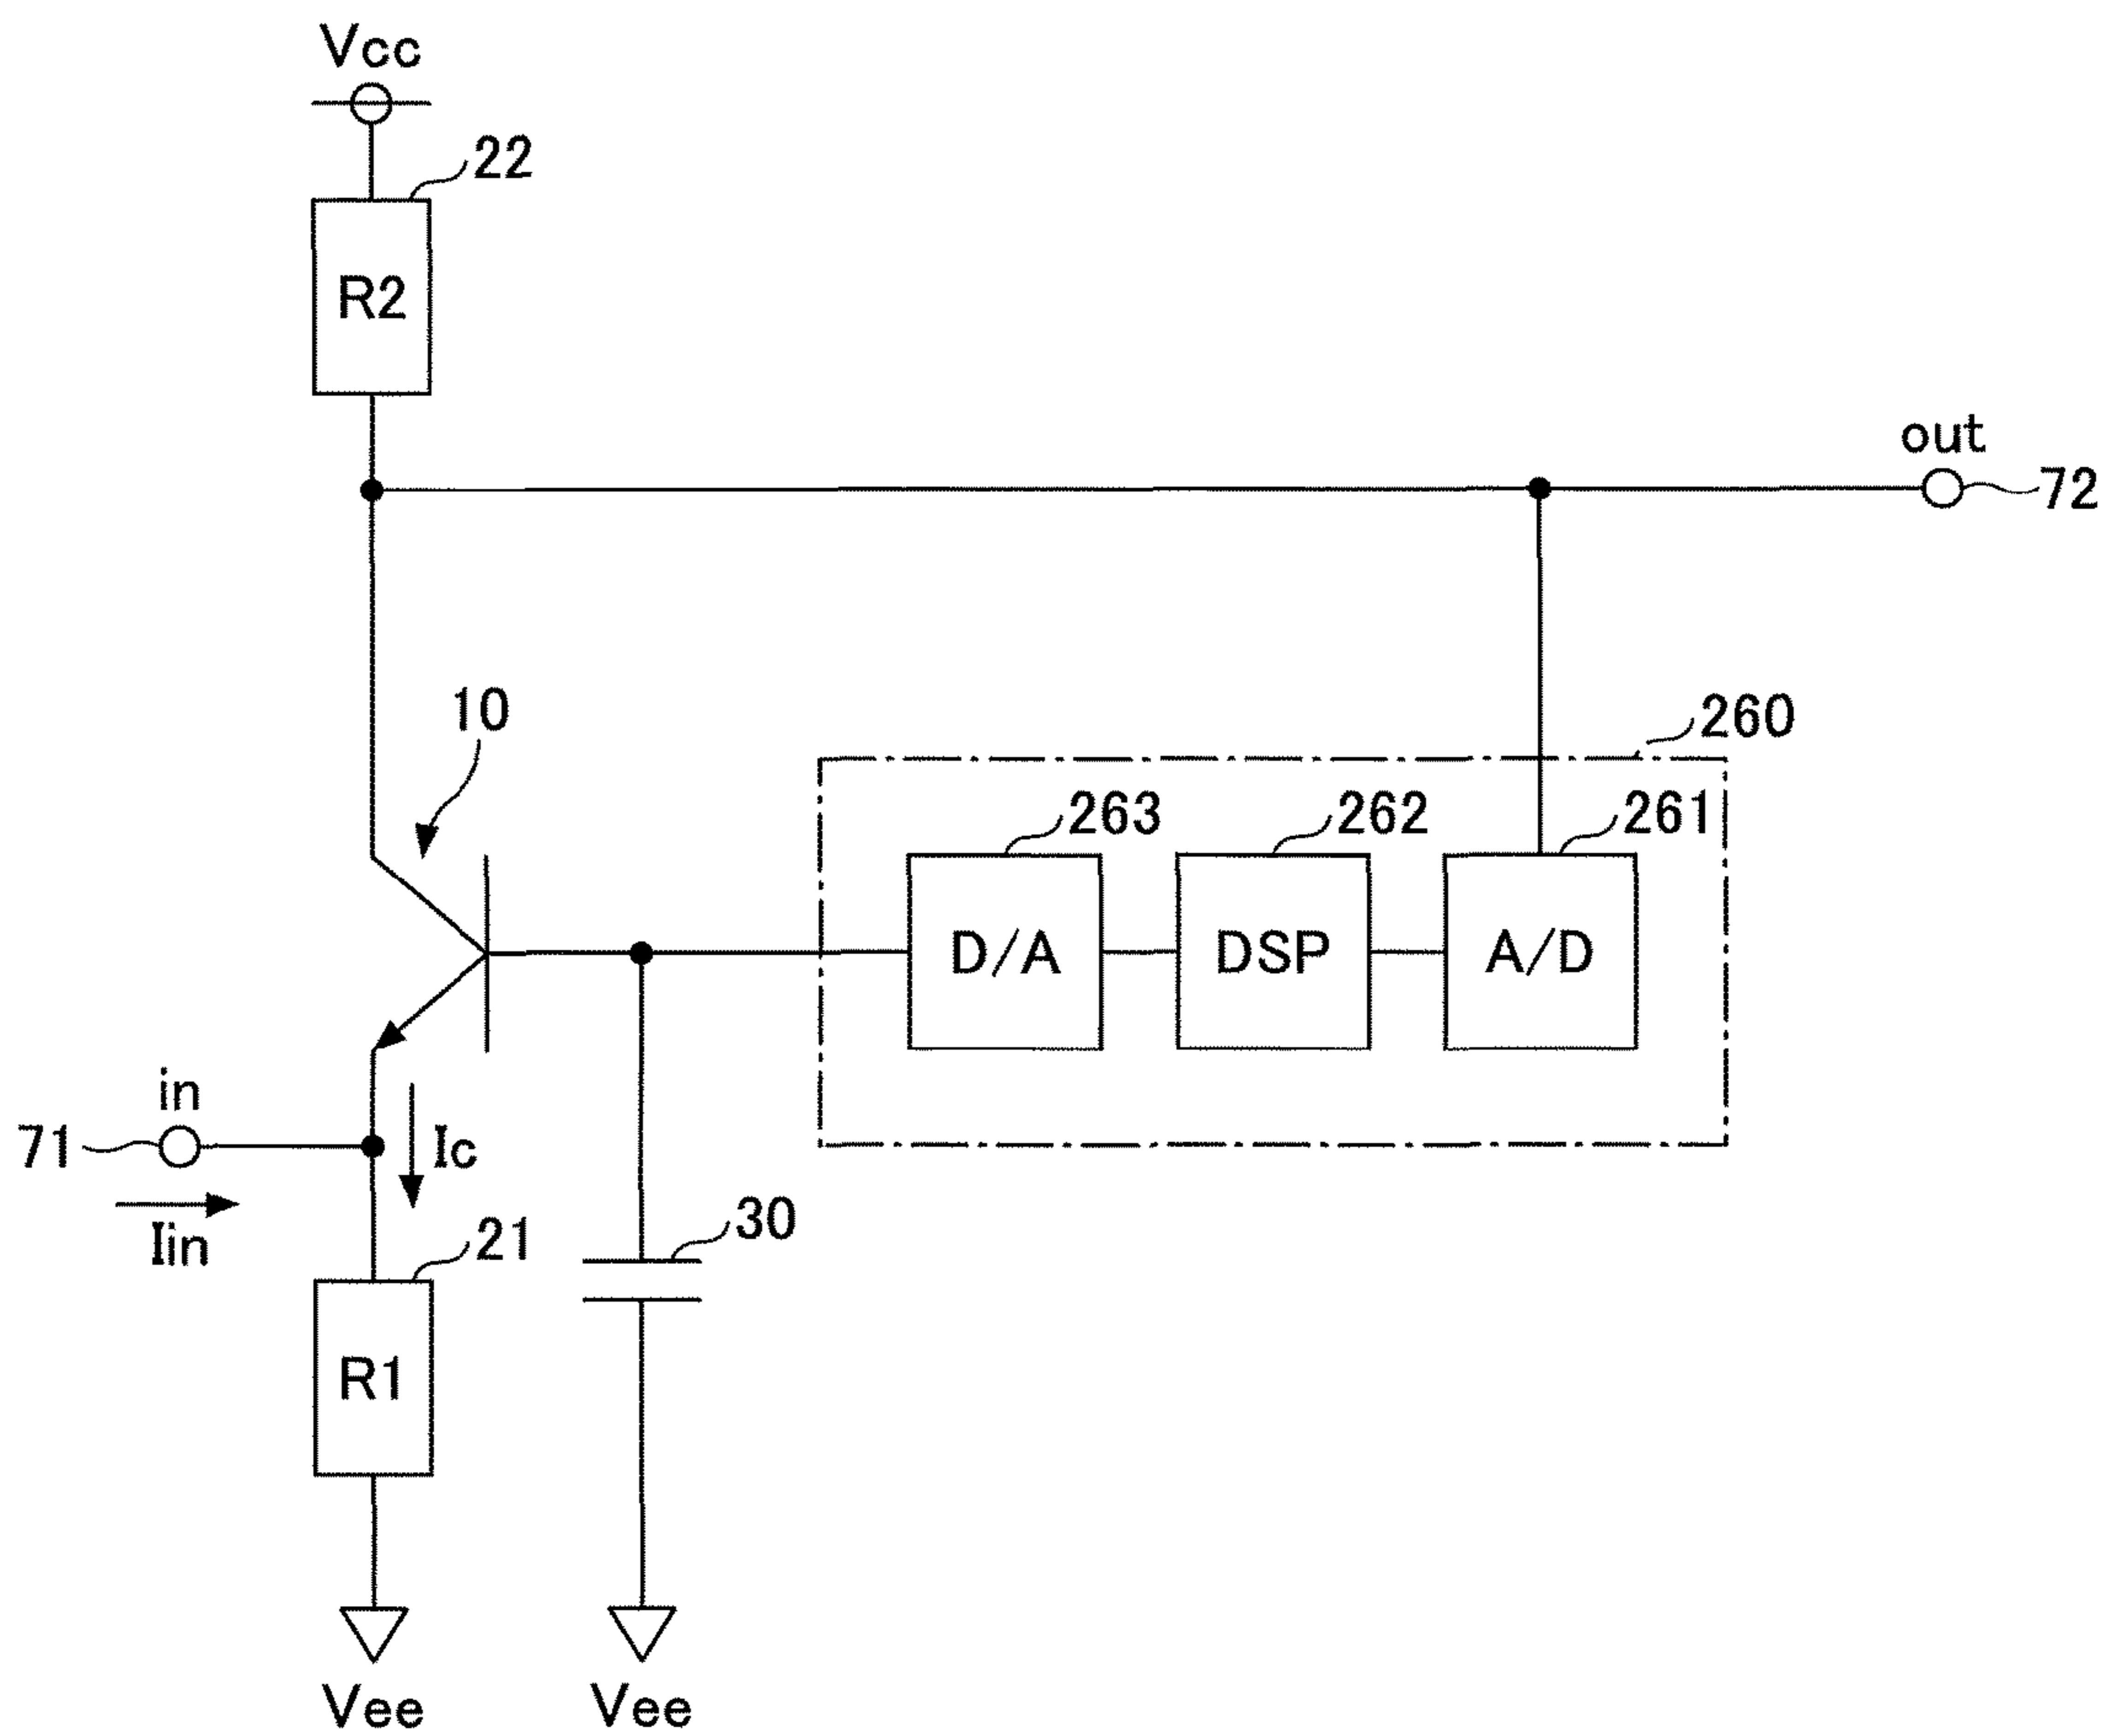 Vcc
22
R2
out
72
10
260
263
262
261
D/A
DSP
A/D
in
71
Ic
Iin
21
30
R1
Vee
Vee